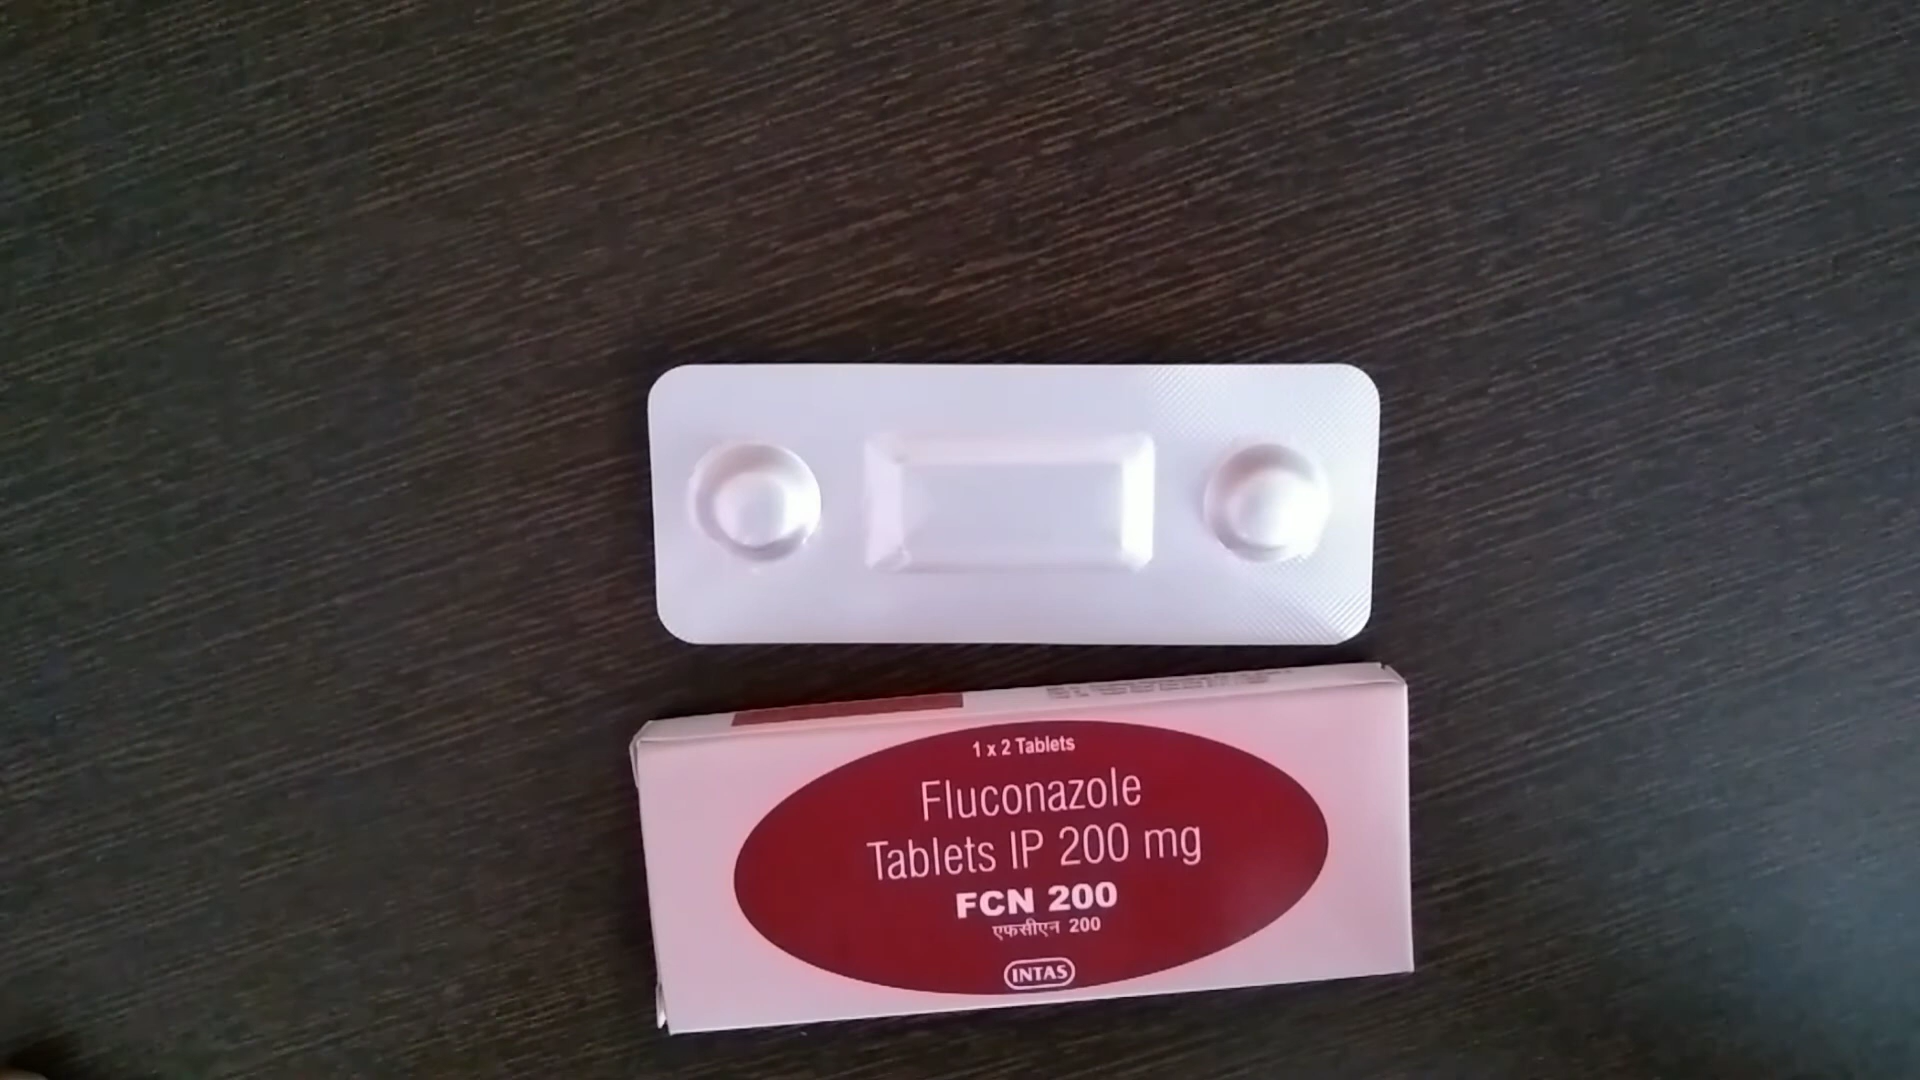 1 x 2 Tablets
Fluconazole
Tablets IP 200 mg
FCN 200
एफसीएन 200
INTAS